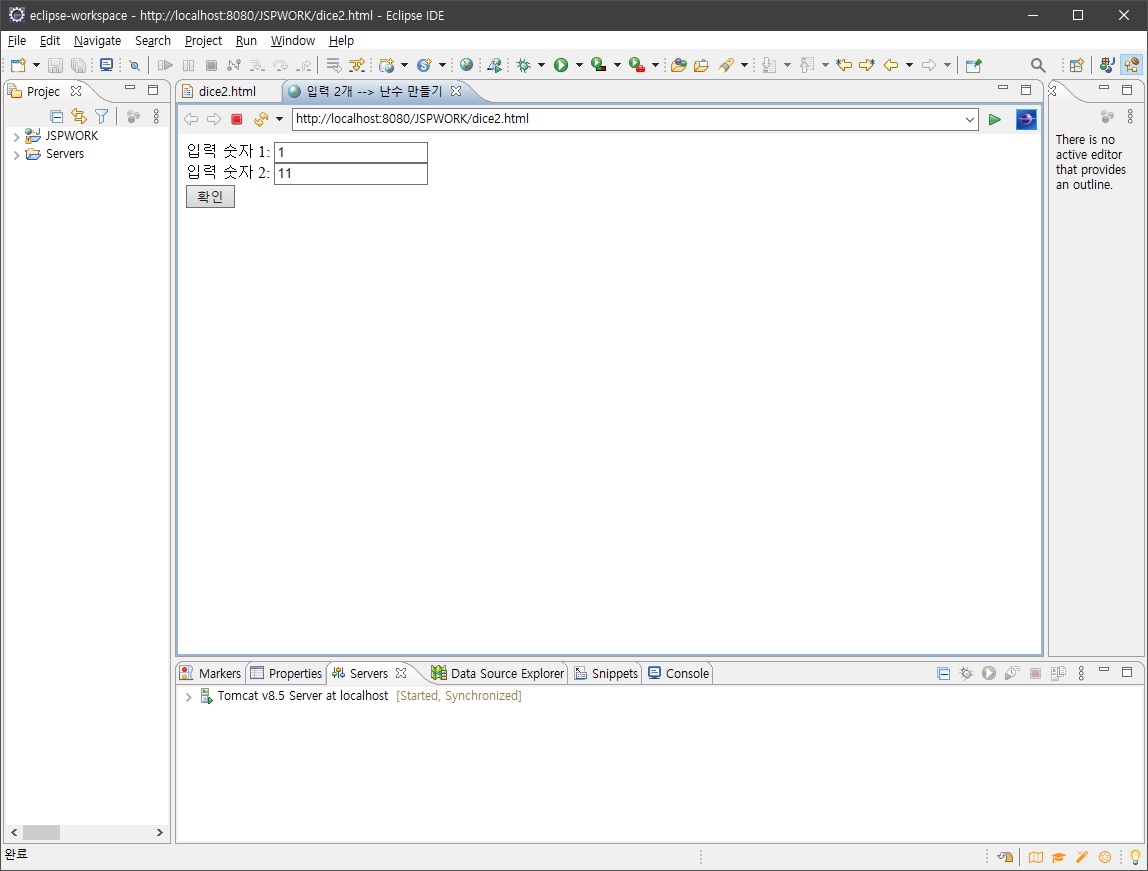 eclipse-workspace - http://localhost:8080/JSPWORK/dice2.html - Eclipse IDE
File Edit Navigate Search Project Run Window Help
Projec
dice2.html
입력 2개 --> 난수 만들기
http://localhost:8080/JSPWORK/dice2.html
JSPWORK
Servers
입력 숫자 1: 1
입력 숫자 2: 11
확인
There is no
active editor
that provides
an outline.
Markers Properties Servers Data Source Explorer Snippets Console
Tomcat v8.5 Server at localhost [Started, Synchronized]
완료